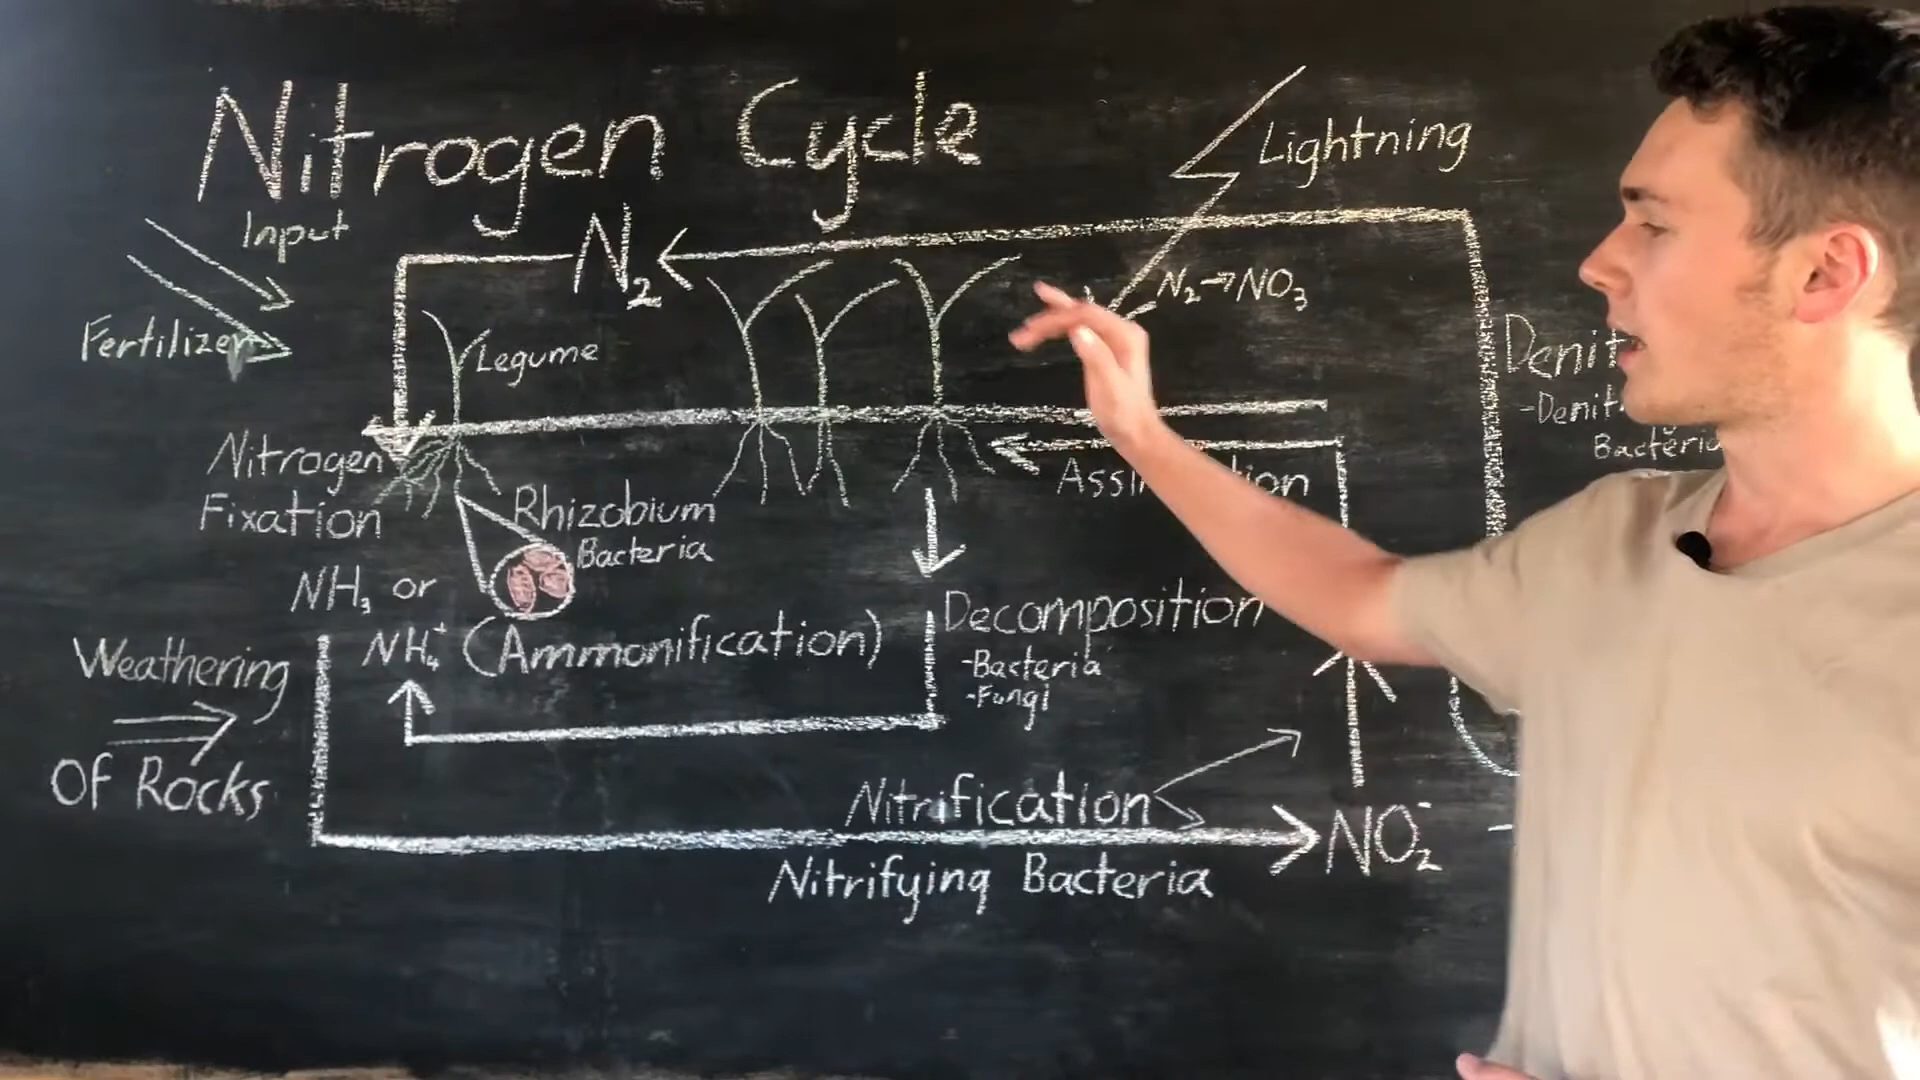 Nitrogen Cycle
Input
Fertilizer
N₂
Lightning
N₂→NO₃
Legume
Nitrogen
Fixation
Rhizobium
Bacteria
NH₃ or
NH₄⁺ (Ammonification)
Weathering
Of Rocks
Decomposition
-Bacteria
-Fungi
Nitrification
Nitrifying Bacteria
NO₂⁻
Bacteria